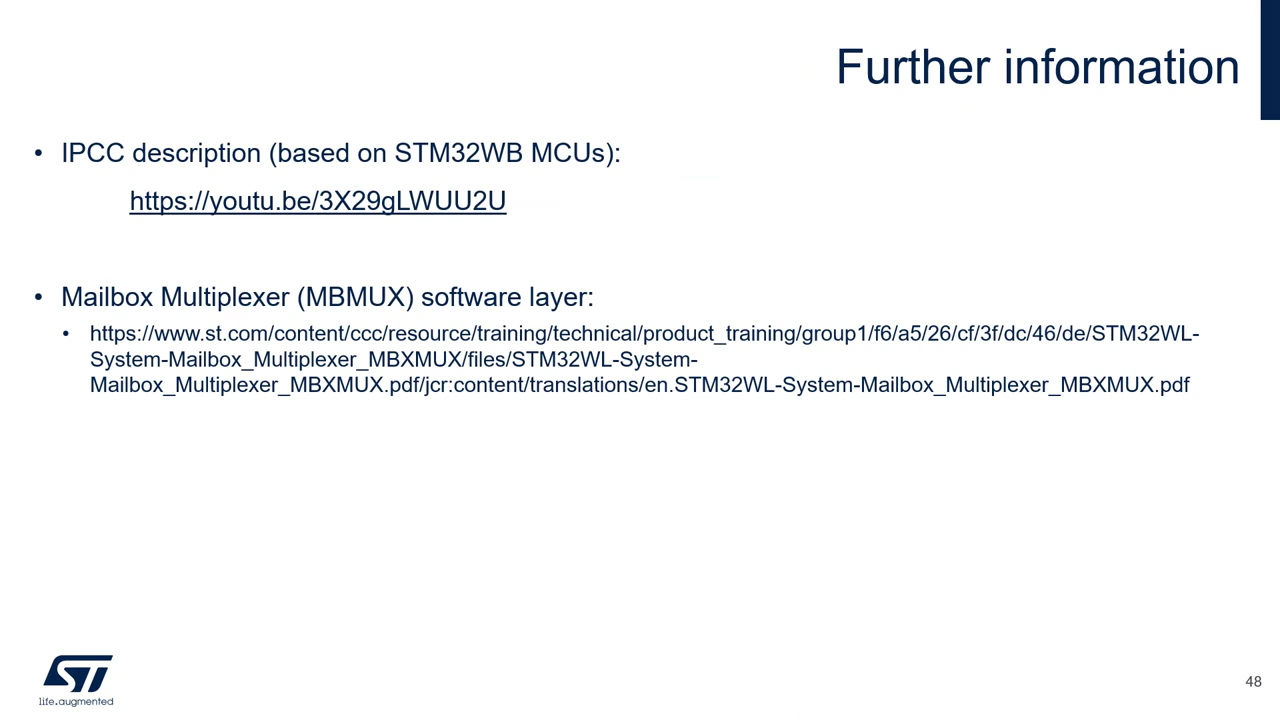 Further information
• IPCC description (based on STM32WB MCUs):
https://youtu.be/3X29gLWUU2U
• Mailbox Multiplexer (MBMUX) software layer:
• https://www.st.com/content/ccc/resource/training/technical/product_training/group1/f6/a5/26/cf/3f/dc/46/de/STM32WL-
System-Mailbox_Multiplexer_MBXMUX/files/STM32WL-System-
Mailbox_Multiplexer_MBXMUX.pdf/jcr:content/translations/en.STM32WL-System-Mailbox_Multiplexer_MBXMUX.pdf
ST
life.augmented
48